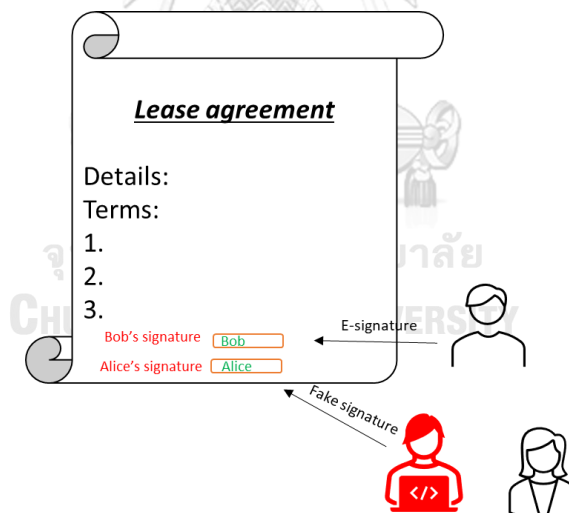 Lease agreement
Details:
Terms:
1.
2.
3.
Bob's signature Bob
Alice's signature Alice
E-signature
Fake signature
</>